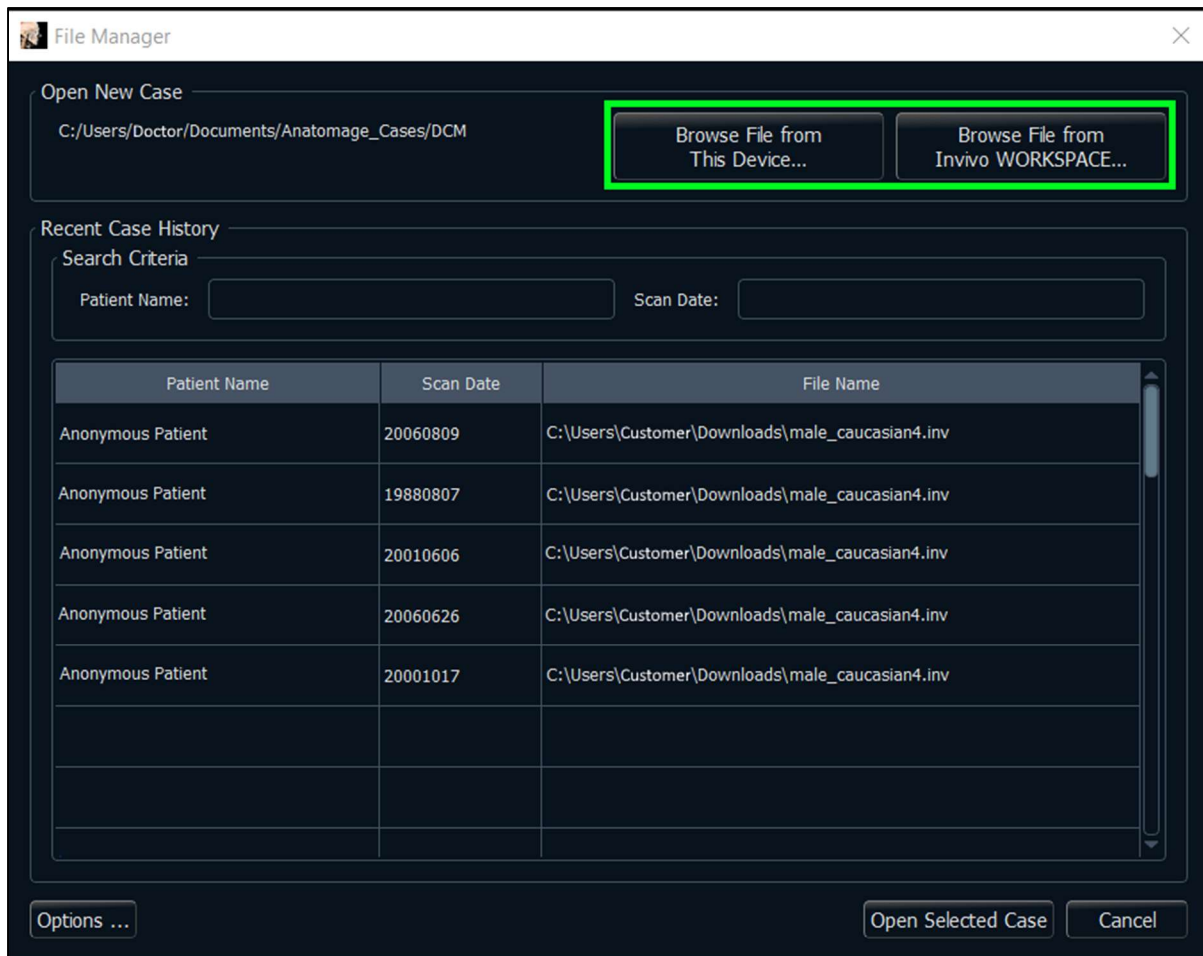 File Manager
Open New Case
C:/Users/Doctor/Documents/Anatomage_Cases/DCM
Browse File from
This Device...
Browse File from
Invivo WORKSPACE...
Recent Case History
Search Criteria
Patient Name:
Scan Date:
Patient Name Scan Date File Name
Anonymous Patient 20060809 C:\Users\Customer\Downloads\male_caucasian4.inv
Anonymous Patient 19880807 C:\Users\Customer\Downloads\male_caucasian4.inv
Anonymous Patient 20010606 C:\Users\Customer\Downloads\male_caucasian4.inv
Anonymous Patient 20060626 C:\Users\Customer\Downloads\male_caucasian4.inv
Anonymous Patient 20001017 C:\Users\Customer\Downloads\male_caucasian4.inv
Options ...
Open Selected Case
Cancel